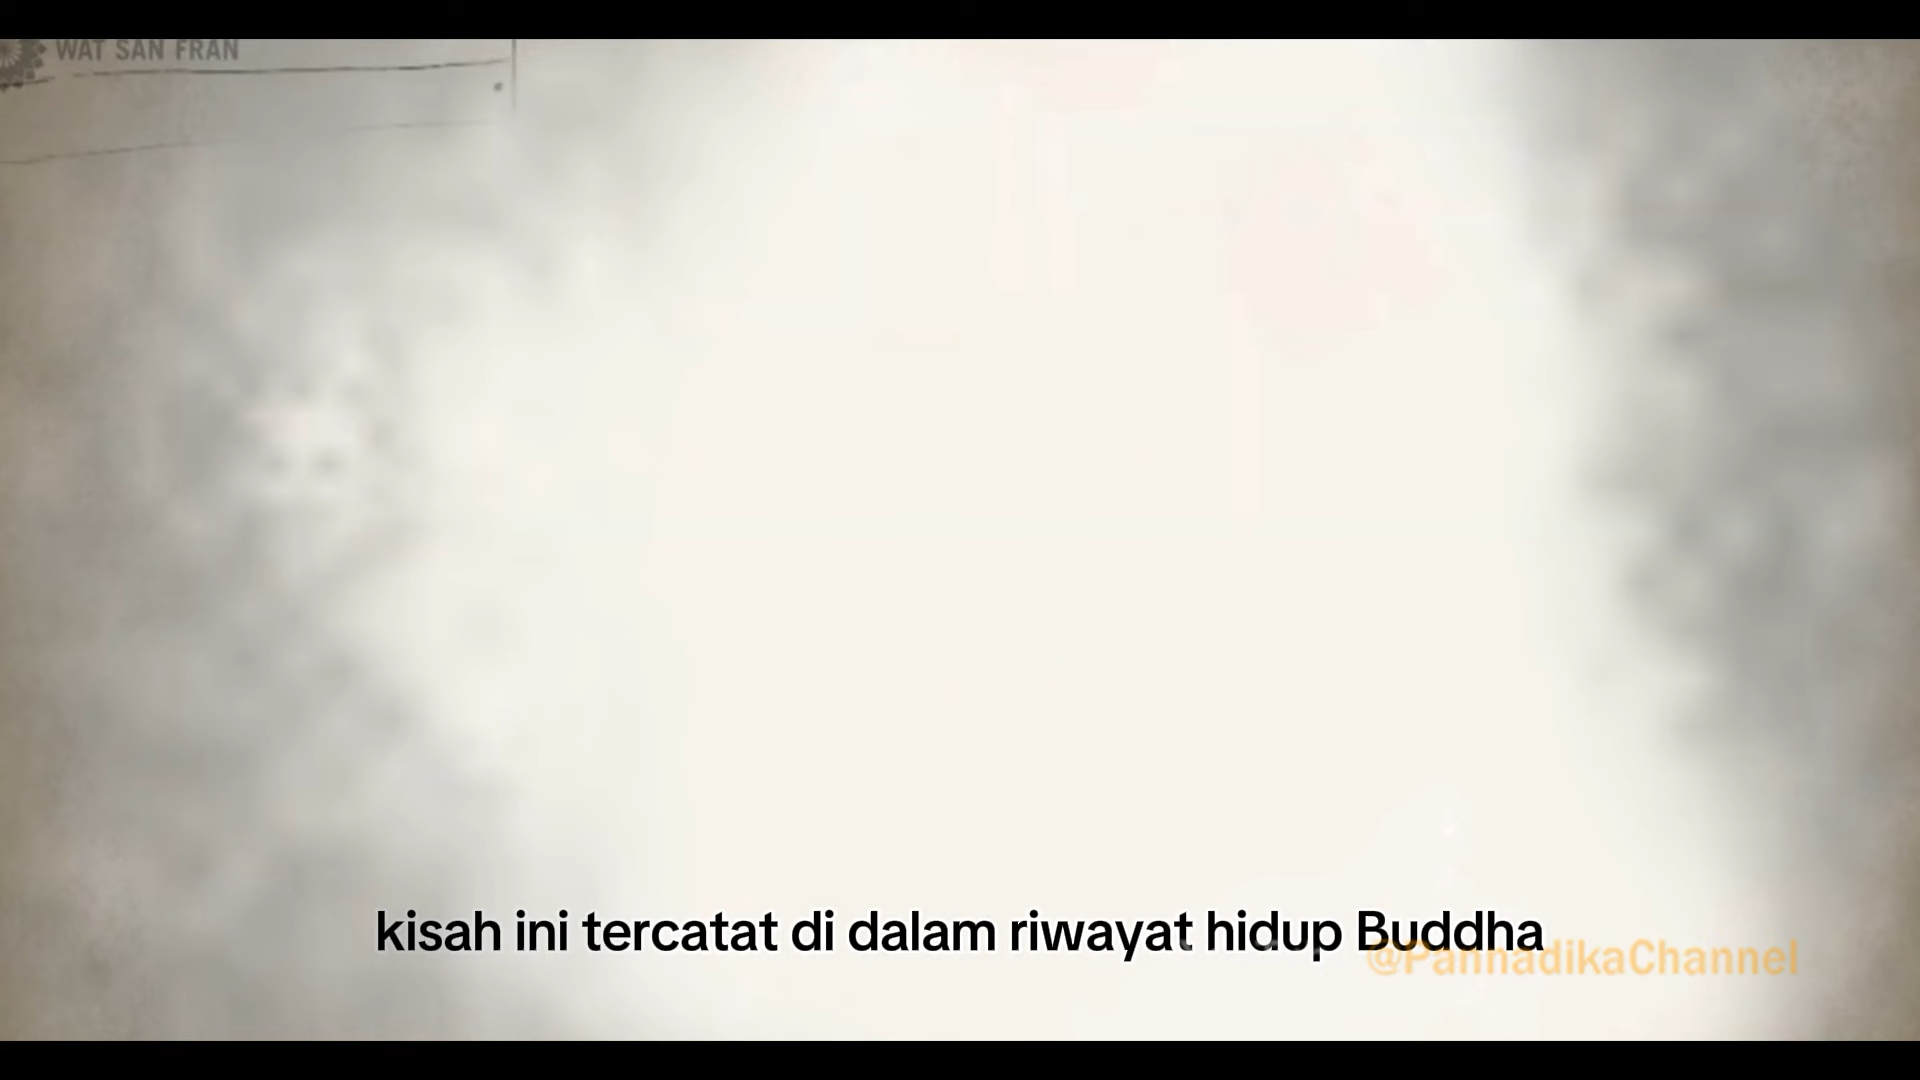 WAT SAN FRAN
kisah ini tercatat di dalam riwayat hidup Buddha
@PannadikaChannel